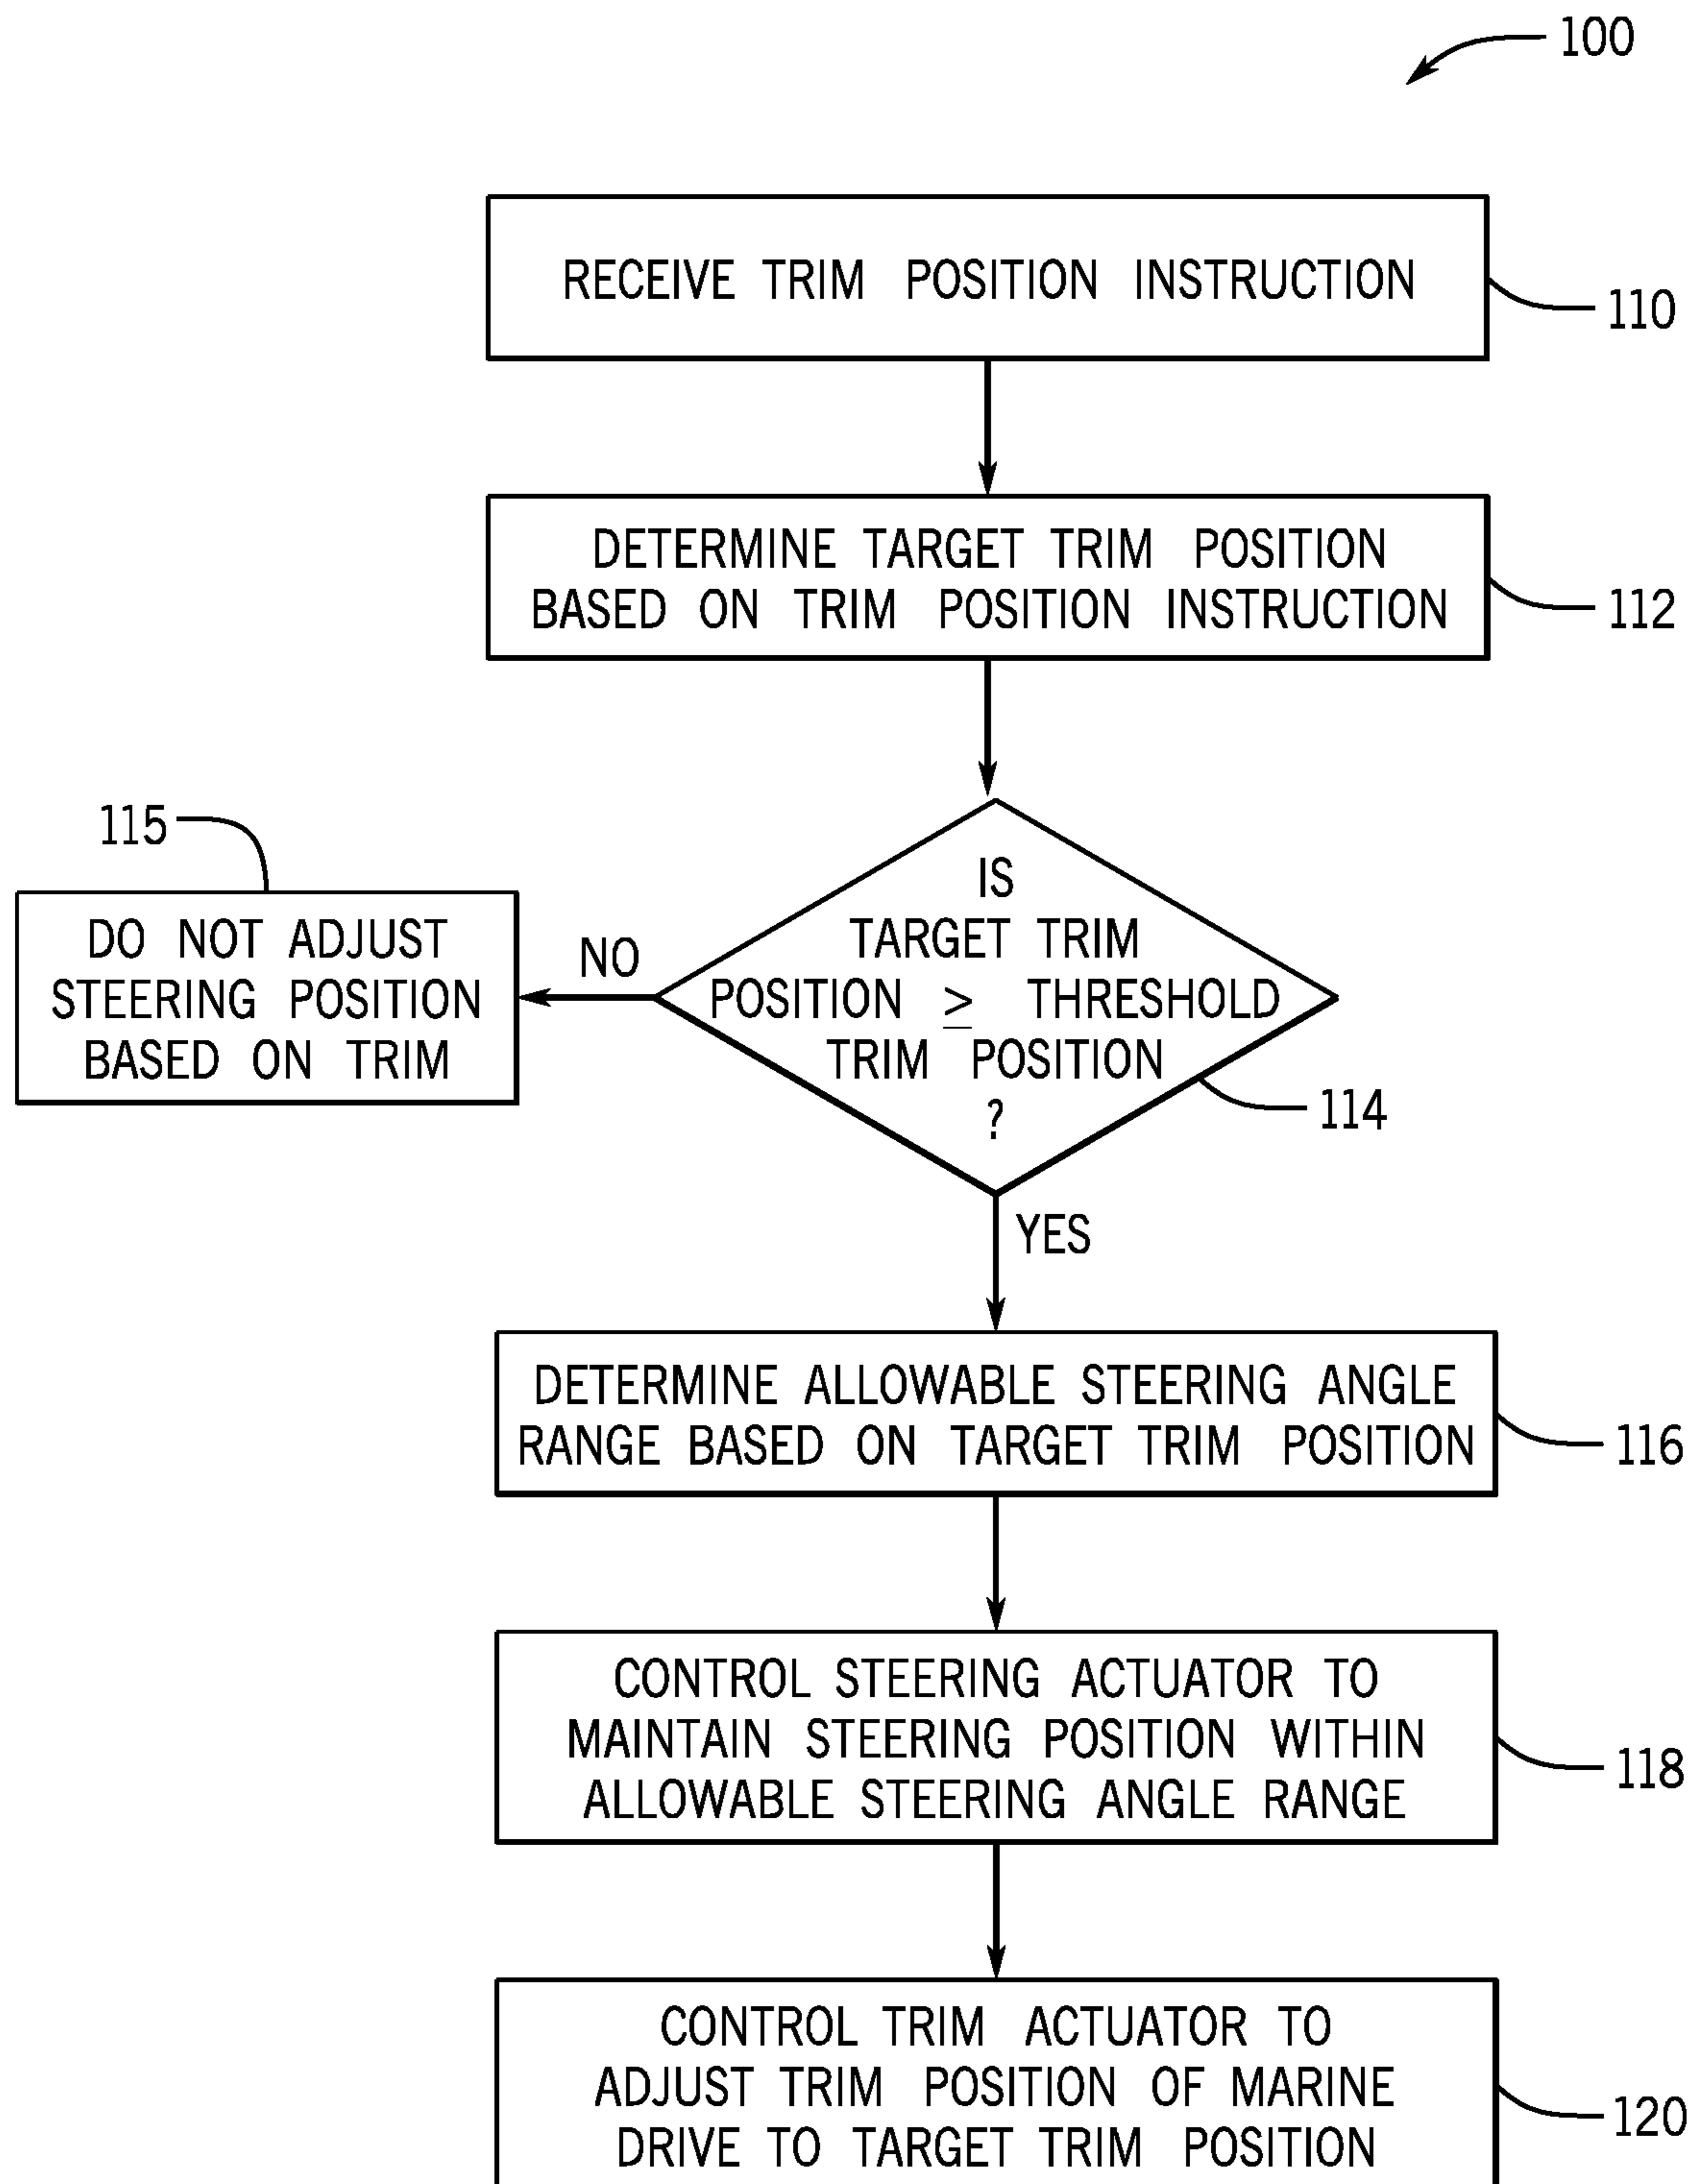 100
RECEIVE TRIM POSITION INSTRUCTION
110
DETERMINE TARGET TRIM POSITION
BASED ON TRIM POSITION INSTRUCTION
112
115
DO NOT ADJUST
STEERING POSITION
BASED ON TRIM
NO
IS
TARGET TRIM
POSITION ≥ THRESHOLD
TRIM POSITION
?
114
YES
DETERMINE ALLOWABLE STEERING ANGLE
RANGE BASED ON TARGET TRIM POSITION
116
CONTROL STEERING ACTUATOR TO
MAINTAIN STEERING POSITION WITHIN
ALLOWABLE STEERING ANGLE RANGE
118
CONTROL TRIM ACTUATOR TO
ADJUST TRIM POSITION OF MARINE
DRIVE TO TARGET TRIM POSITION
120